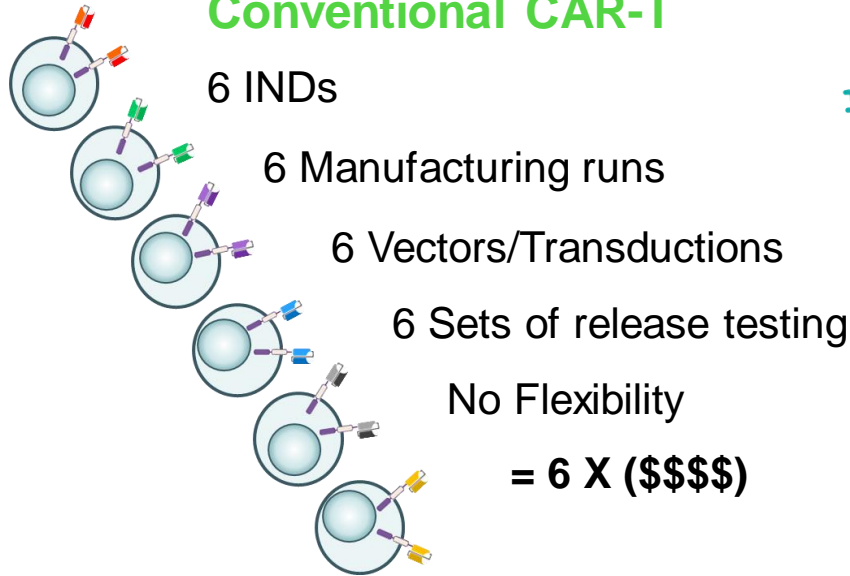 Conventional CAR-T
6 INDs
6 Manufacturing runs
6 Vectors/Transductions
6 Sets of release testing
No Flexibility
= 6 X ($$$$)